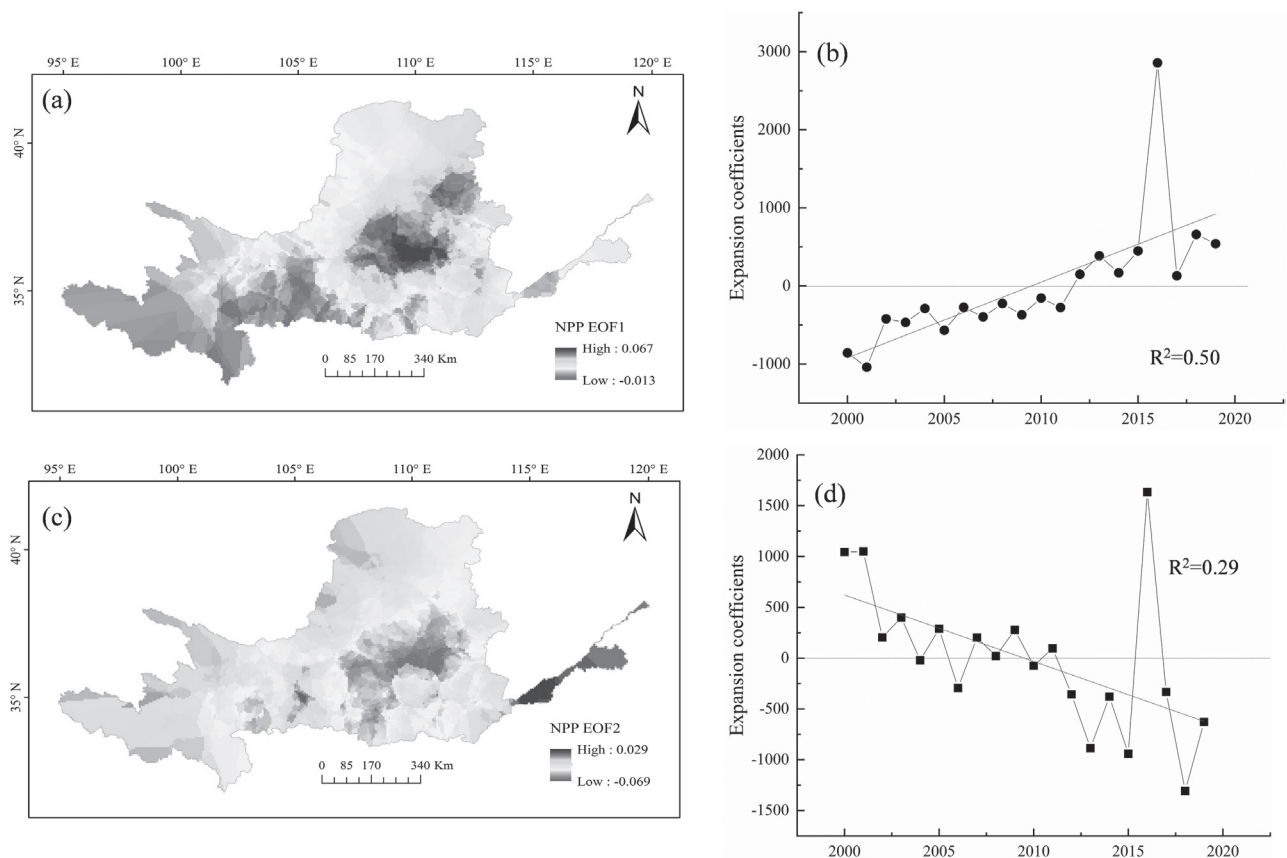 95° E 100° E 105° E 110° E 115° E 120° E
(a)
N
40° N
35° N
NPP EOF1
High : 0.067
Low : -0.013
0 85 170 340 Km
(b)
Expansion coefficients
3000
2000
1000
0
-1000
R²=0.50
2000 2005 2010 2015 2020
95° E 100° E 105° E 110° E 115° E 120° E
(c)
N
40° N
35° N
NPP EOF2
High : 0.029
Low : -0.069
0 85 170 340 Km
(d)
Expansion coefficients
2000
1500
1000
500
0
-500
-1000
-1500
R²=0.29
2000 2005 2010 2015 2020